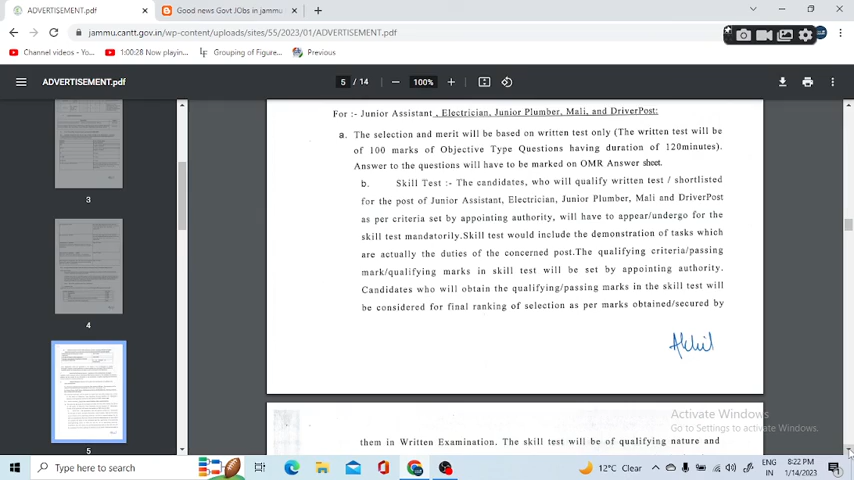 ADVERTISEMENT.pdf
Good news Govt JObs in jammu
jammu.cantt.gov.in/wp-content/uploads/sites/55/2023/01/ADVERTISEMENT.pdf
Channel videos - You...
1:00:28 Now playin...
Grouping of Figure...
Previous
ADVERTISEMENT.pdf
5 / 14
100%
For :- Junior Assistant , Electrician, Junior Plumber, Mali, and DriverPost:
a. The selection and merit will be based on written test only (The written test will be
of 100 marks of Objective Type Questions having duration of 120minutes).
Answer to the questions will have to be marked on OMR Answer sheet.
b. Skill Test :- The candidates, who will qualify written test / shortlisted
for the post of Junior Assistant, Electrician, Junior Plumber, Mali and DriverPost
as per criteria set by appointing authority, will have to appear/undergo for the
skill test mandatorily.Skill test would include the demonstration of tasks which
are actually the duties of the concerned post.The qualifying criteria/passing
mark/qualifying marks in skill test will be set by appointing authority.
Candidates who will obtain the qualifying/passing marks in the skill test will
be considered for final ranking of selection as per marks obtained/secured by
Akhil
them in Written Examination. The skill test will be of qualifying nature and
3
4
5
Activate Windows
Go to Settings to activate Windows.
Type here to search
12°C Clear
ENG
IN
8:22 PM
1/14/2023
1